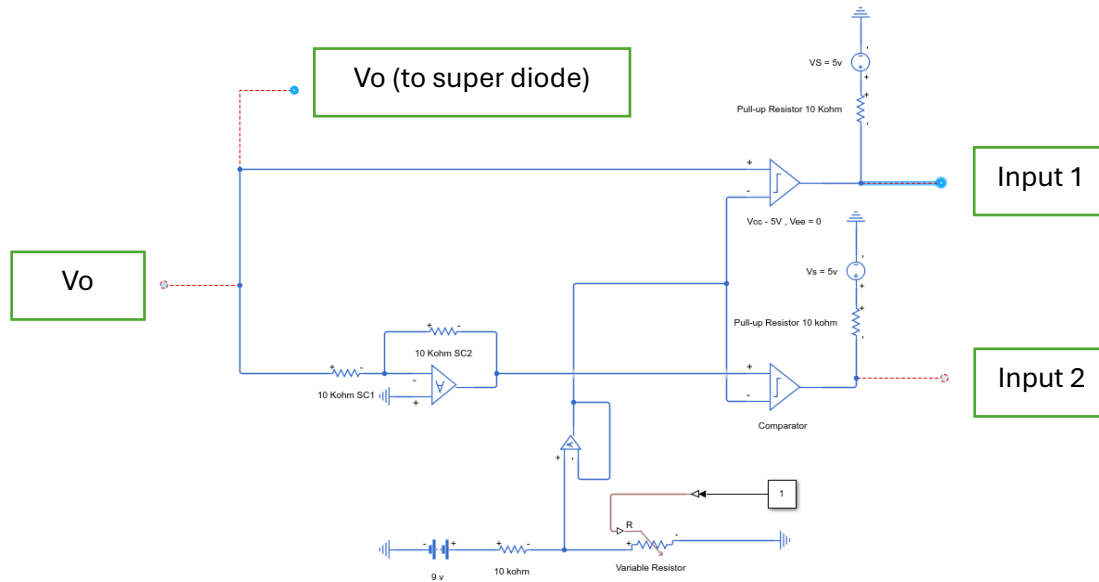 Vo (to super diode)
VS = 5v
Pull-up Resistor 10 Kohm
Input 1
Vcc - 5V , Vee = 0
Vo
Vs = 5v
Pull-up Resistor 10 kohm
10 Kohm SC2
10 Kohm SC1
Input 2
Comparator
1
R
9 v
10 kohm
Variable Resistor